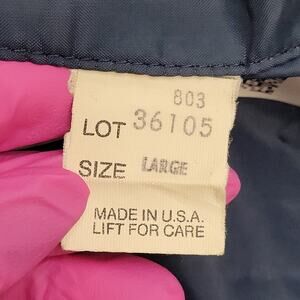 803
LOT 36105
SIZE LARGE
MADE IN U.S.A.
LIFT FOR CARE